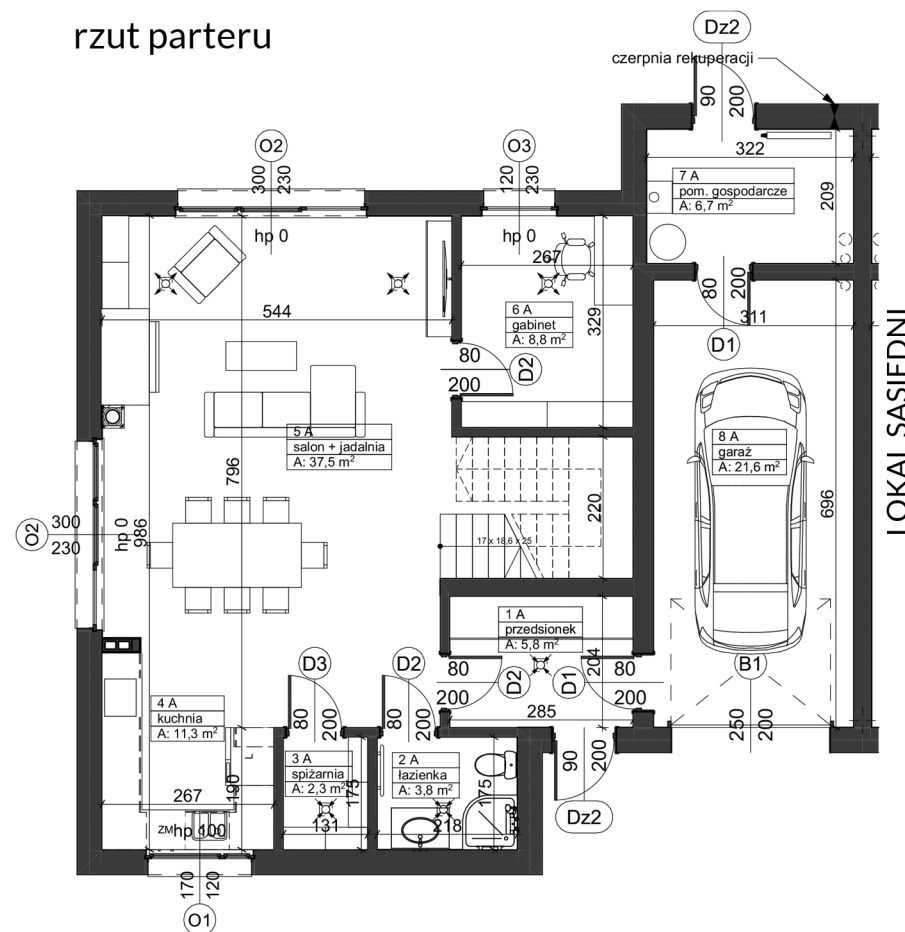 rzut parteru
Dz2
czerpnia rekuperacji
90
200
O2
300
230
O3
120
230
322
7 A
pom. gospodarcze
A: 6,7 m²
209
hp 0
hp 0
267
544
6 A
gabinet
A: 8,8 m²
329
80
200
D1
311
80
200
D2
LOKAL SĄSIEDNI
5 A
salon + jadalnia
A: 37,5 m²
8 A
garaż
A: 21,6 m²
796
986
hp 0
O2
300
230
220
696
17 x 18,6 x 25
1 A
przedsionek
A: 5,8 m²
204
80
200
D2
D1
80
200
285
B1
250
200
D3
80
200
D2
80
200
4 A
kuchnia
A: 11,3 m²
L
3 A
spiżarnia
A: 2,3 m²
175
2 A
łazienka
A: 3,8 m²
175
90
200
Dz2
267
190
131
218
ZM
hp 100
170
120
O1